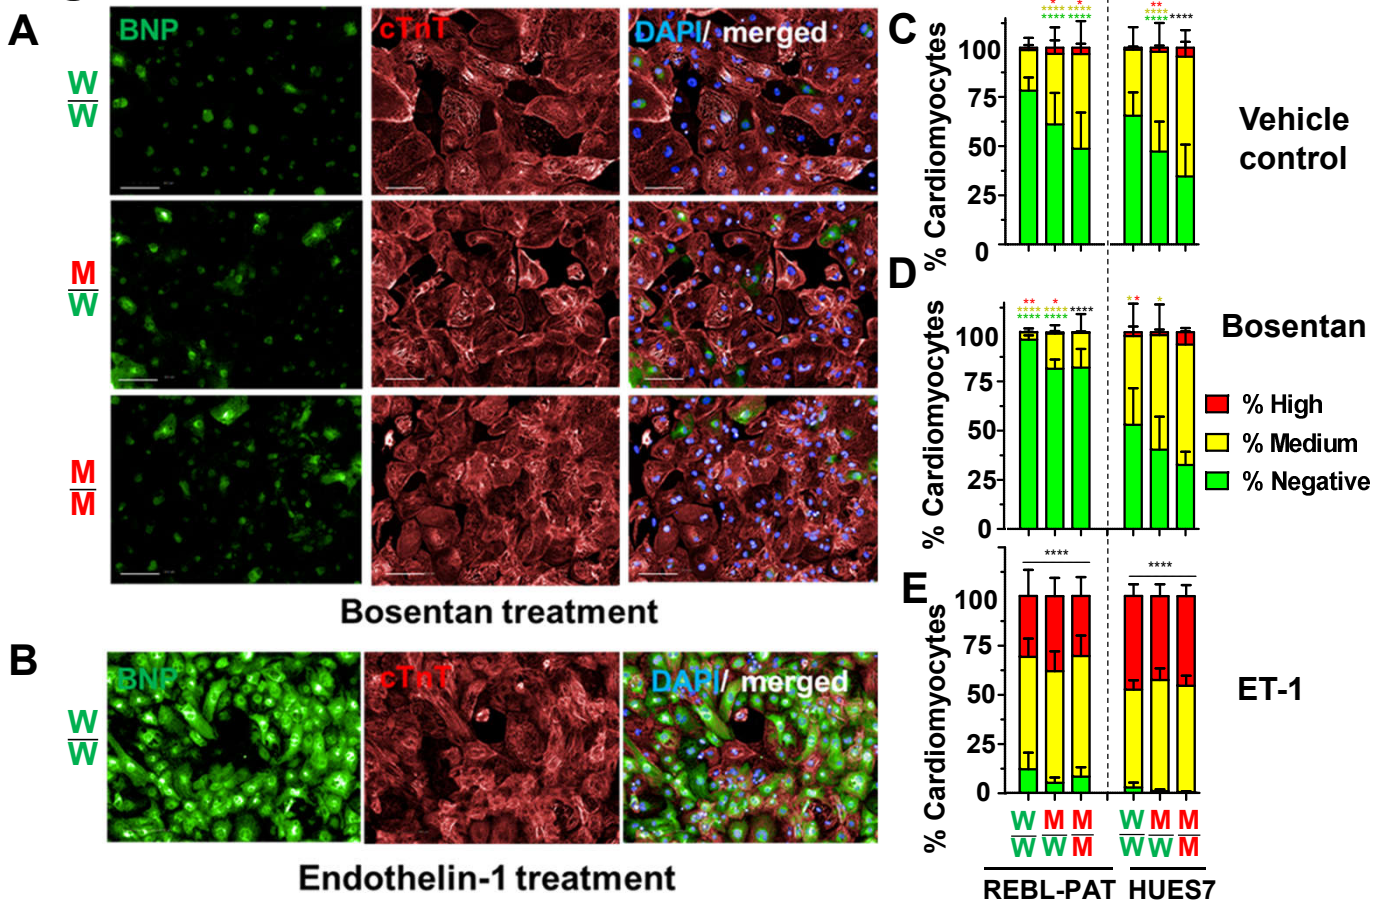 A
BNP
cTnT
DAPI/ merged
W
W
M
W
M
M
Bosentan treatment
B
BNP
cTnT
DAPI/ merged
W
W
Endothelin-1 treatment
C
% Cardiomyocytes
100
75
50
25
0
* *
**** ****
**** ****
**
****
**** ****
Vehicle
control
D
% Cardiomyocytes
100
75
50
25
0
** *
**** **** ****
**** ****
** *
Bosentan
% High
% Medium
% Negative
E
% Cardiomyocytes
100
75
50
25
0
**** ****
ET-1
W M M W M M
W W M W W M
REBL-PAT HUES7